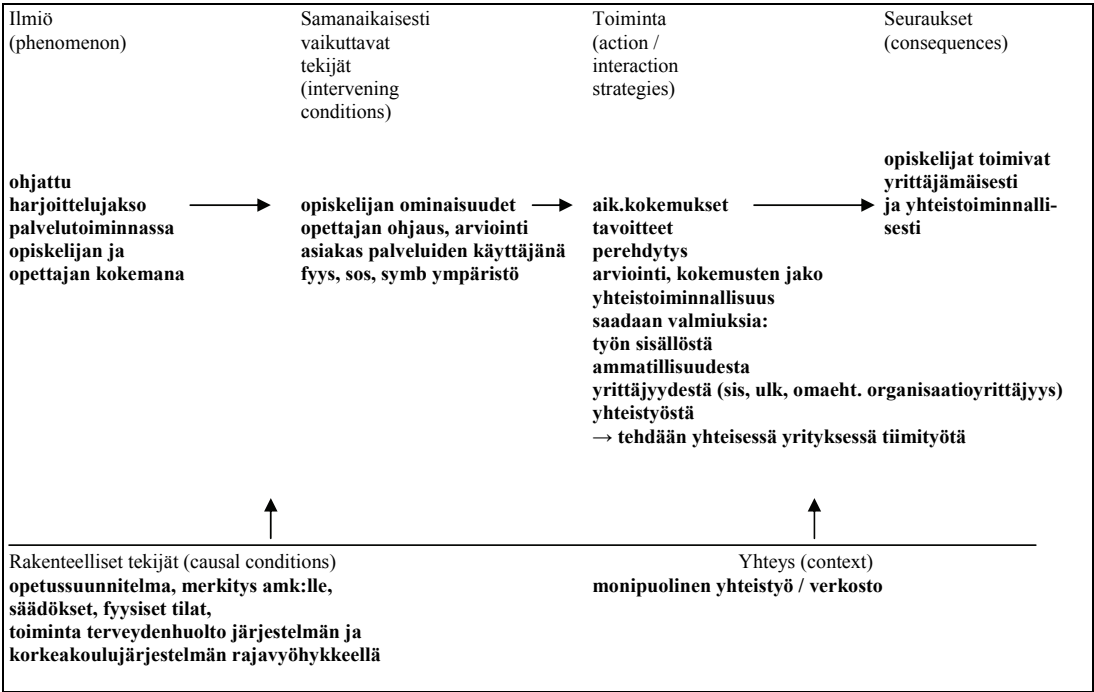 Ilmiö
(phenomenon)
Samanaikaisesti
vaikuttavat
tekijät
(intervening
conditions)
Toiminta
(action /
interaction
strategies)
Seuraukset
(consequences)
ohjattu
harjoittelujakso
palvelutoiminnassa
opiskelijan ja
opettajan kokemana
opiskelijan ominaisuudet
opettajan ohjaus, arviointi
asiakas palveluiden käyttäjänä
fyys, sos, symb ympäristö
aik.kokemukset
tavoitteet
perehdytys
arviointi, kokemusten jako
yhteistoiminnallisuus
saadaan valmiuksia:
työn sisällöstä
ammatillisuudesta
yrittäjyydestä (sis, ulk, omaeht. organisaatioyrittäjyys)
yhteistyöstä
→ tehdään yhteisessä yrityksessä tiimityötä
opiskelijat toimivat
yrittäjämäisesti
ja yhteistoiminnalli-
sesti
Rakenteelliset tekijät (causal conditions)
opetussuunnitelma, merkitys amk:lle,
säädökset, fyysiset tilat,
toiminta terveydenhuolto järjestelmän ja
korkeakoulujärjestelmän rajavyöhykkeellä
Yhteys (context)
monipuolinen yhteistyö / verkosto